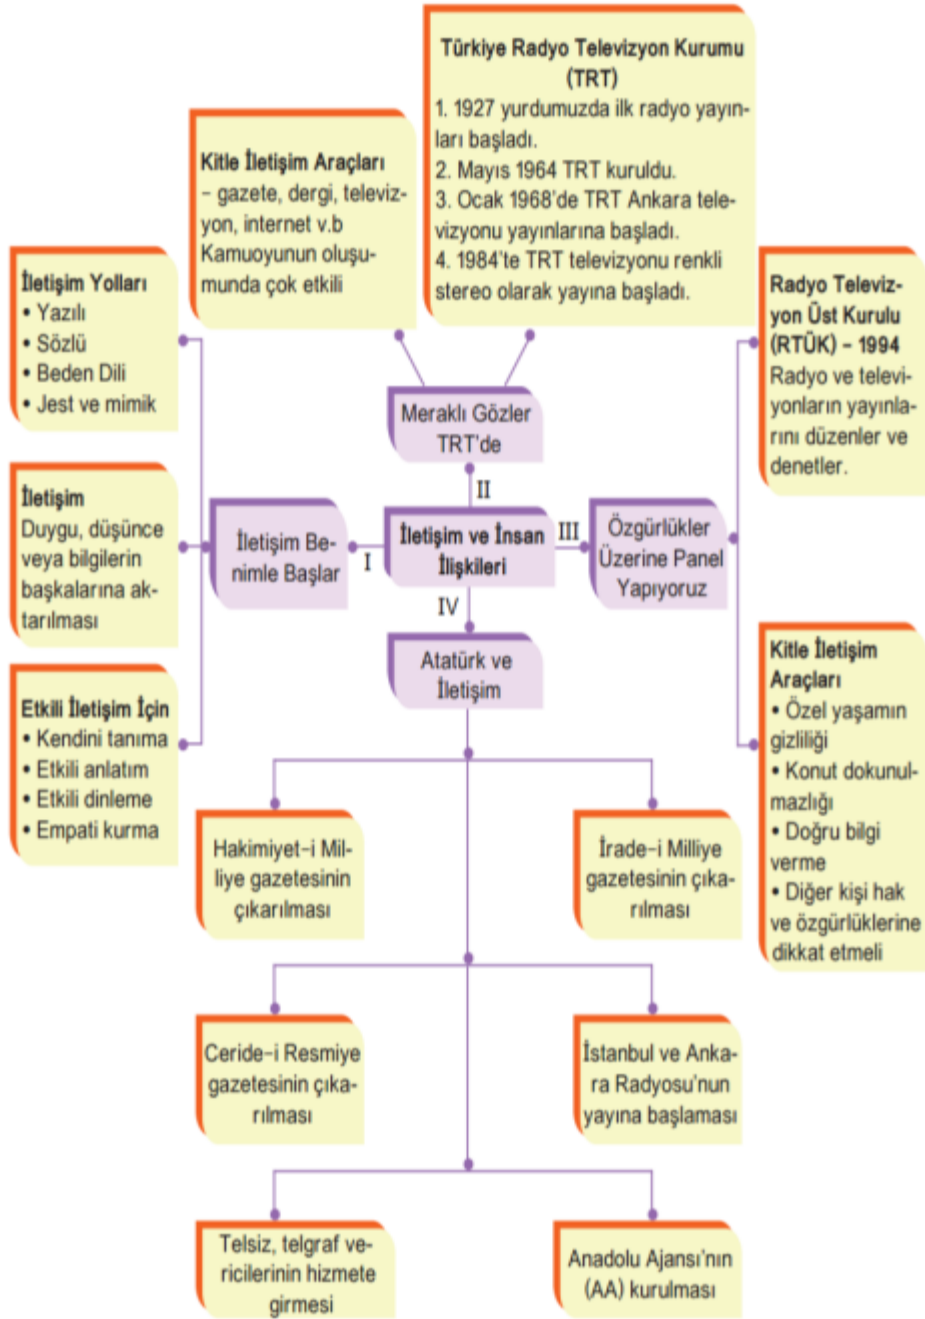 Türkiye Radyo Televizyon Kurumu
(TRT)
1. 1927 yurdumuzda ilk radyo yayın-
ları başladı.
2. Mayıs 1964 TRT kuruldu.
3. Ocak 1968'de TRT Ankara tele-
vizyonu yayınlarına başladı.
4. 1984'te TRT televizyonu renkli
stereo olarak yayına başladı.
Kitle İletişim Araçları
– gazete, dergi, televiz-
yon, internet v.b
Kamuoyunun oluşu-
munda çok etkili
İletişim Yolları
• Yazılı
• Sözlü
• Beden Dili
• Jest ve mimik
Radyo Televiz-
yon Üst Kurulu
(RTÜK) – 1994
Radyo ve televi-
yonların yayınla-
rını düzenler ve
denetler.
Meraklı Gözler
TRT'de
II
İletişim
Duygu, düşünce
veya bilgilerin
başkalarına ak-
tarılması
İletişim Be-
nimle Başlar
I
İletişim ve İnsan
İlişkileri
III
Özgürlükler
Üzerine Panel
Yapıyoruz
IV
Atatürk ve
İletişim
Etkili İletişim İçin
• Kendini tanıma
• Etkili anlatım
• Etkili dinleme
• Empati kurma
Kitle İletişim
Araçları
• Özel yaşamın
gizliliği
• Konut dokunul-
mazlığı
• Doğru bilgi
verme
• Diğer kişi hak
ve özgürlüklerine
dikkat etmeli
Hakimiyet-i Mil-
liye gazetesinin
çıkarılması
İrade-i Milliye
gazetesinin çıka-
rılması
Ceride-i Resmiye
gazetesinin çıka-
rılması
İstanbul ve Anka-
ra Radyosu'nun
yayına başlaması
Telsiz, telgraf ve-
ricilerinin hizmete
girmesi
Anadolu Ajansı'nın
(AA) kurulması